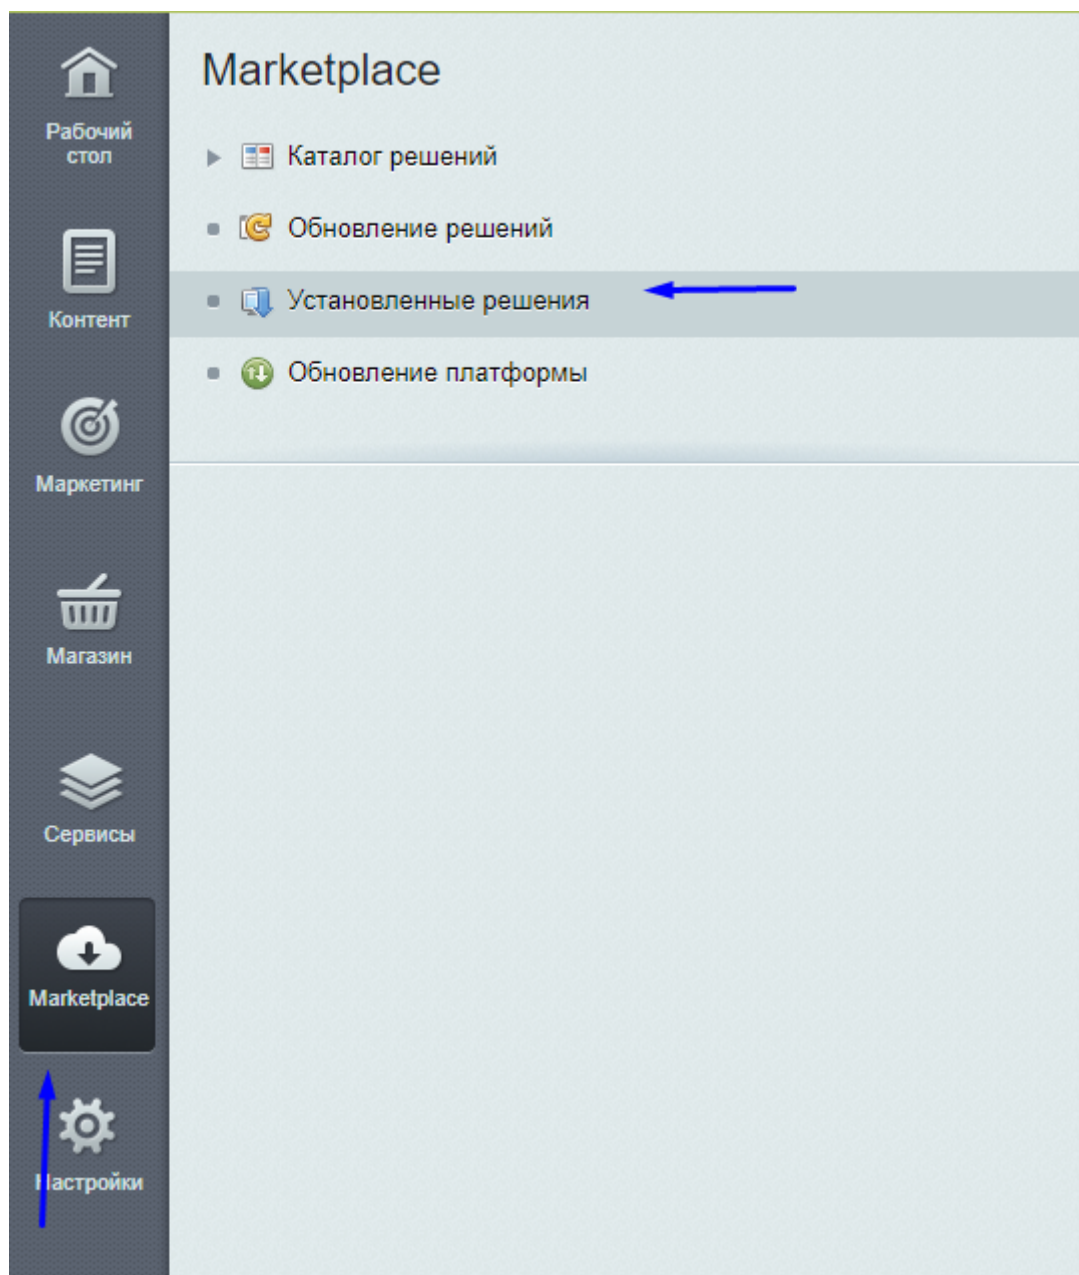 Marketplace
Каталог решений
Обновление решений
Установленные решения
Обновление платформы
Рабочий
стол
Контент
Маркетинг
Магазин
Сервисы
Marketplace
Настройки